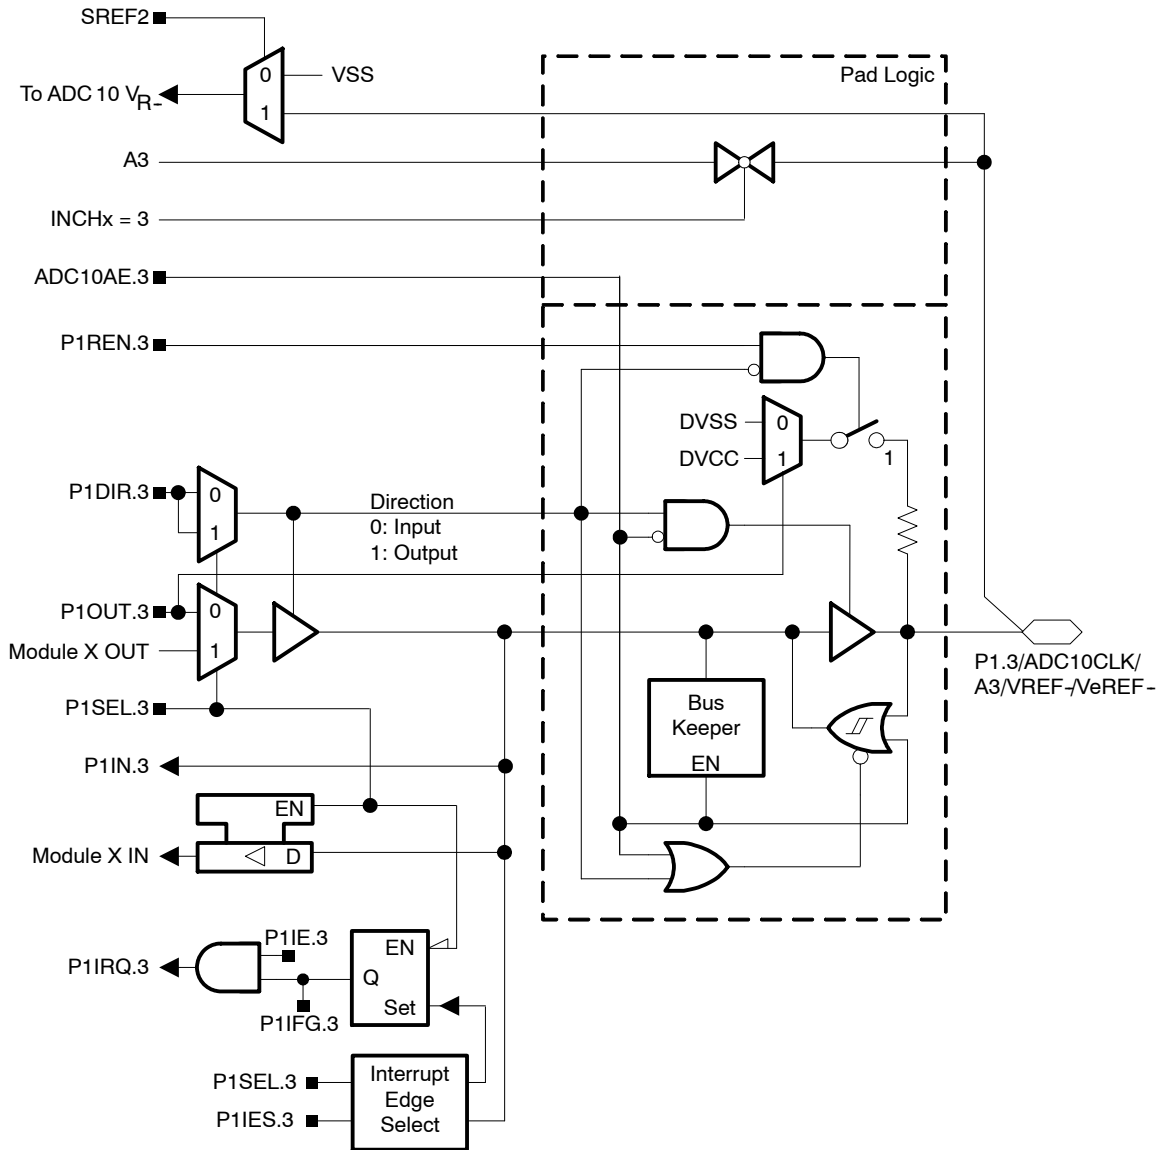 SREF2
0
VSS
Pad Logic
To ADC 10 VR-
1
A3
INCHx = 3
ADC10AE.3
P1REN.3
DVSS
0
DVCC
1
1
P1DIR.3
0
1
Direction
0: Input
1: Output
P1OUT.3
0
Module X OUT
1
P1.3/ADC10CLK/
A3/VREF-/VeREF-
P1SEL.3
Bus
Keeper
EN
P1IN.3
EN
Module X IN
D
P1IE.3
EN
P1IRQ.3
Q
Set
P1IFG.3
P1SEL.3
P1IES.3
Interrupt
Edge
Select